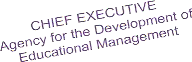 CHIEF EXECUTIVE
Agency for the Development of
Educational Management